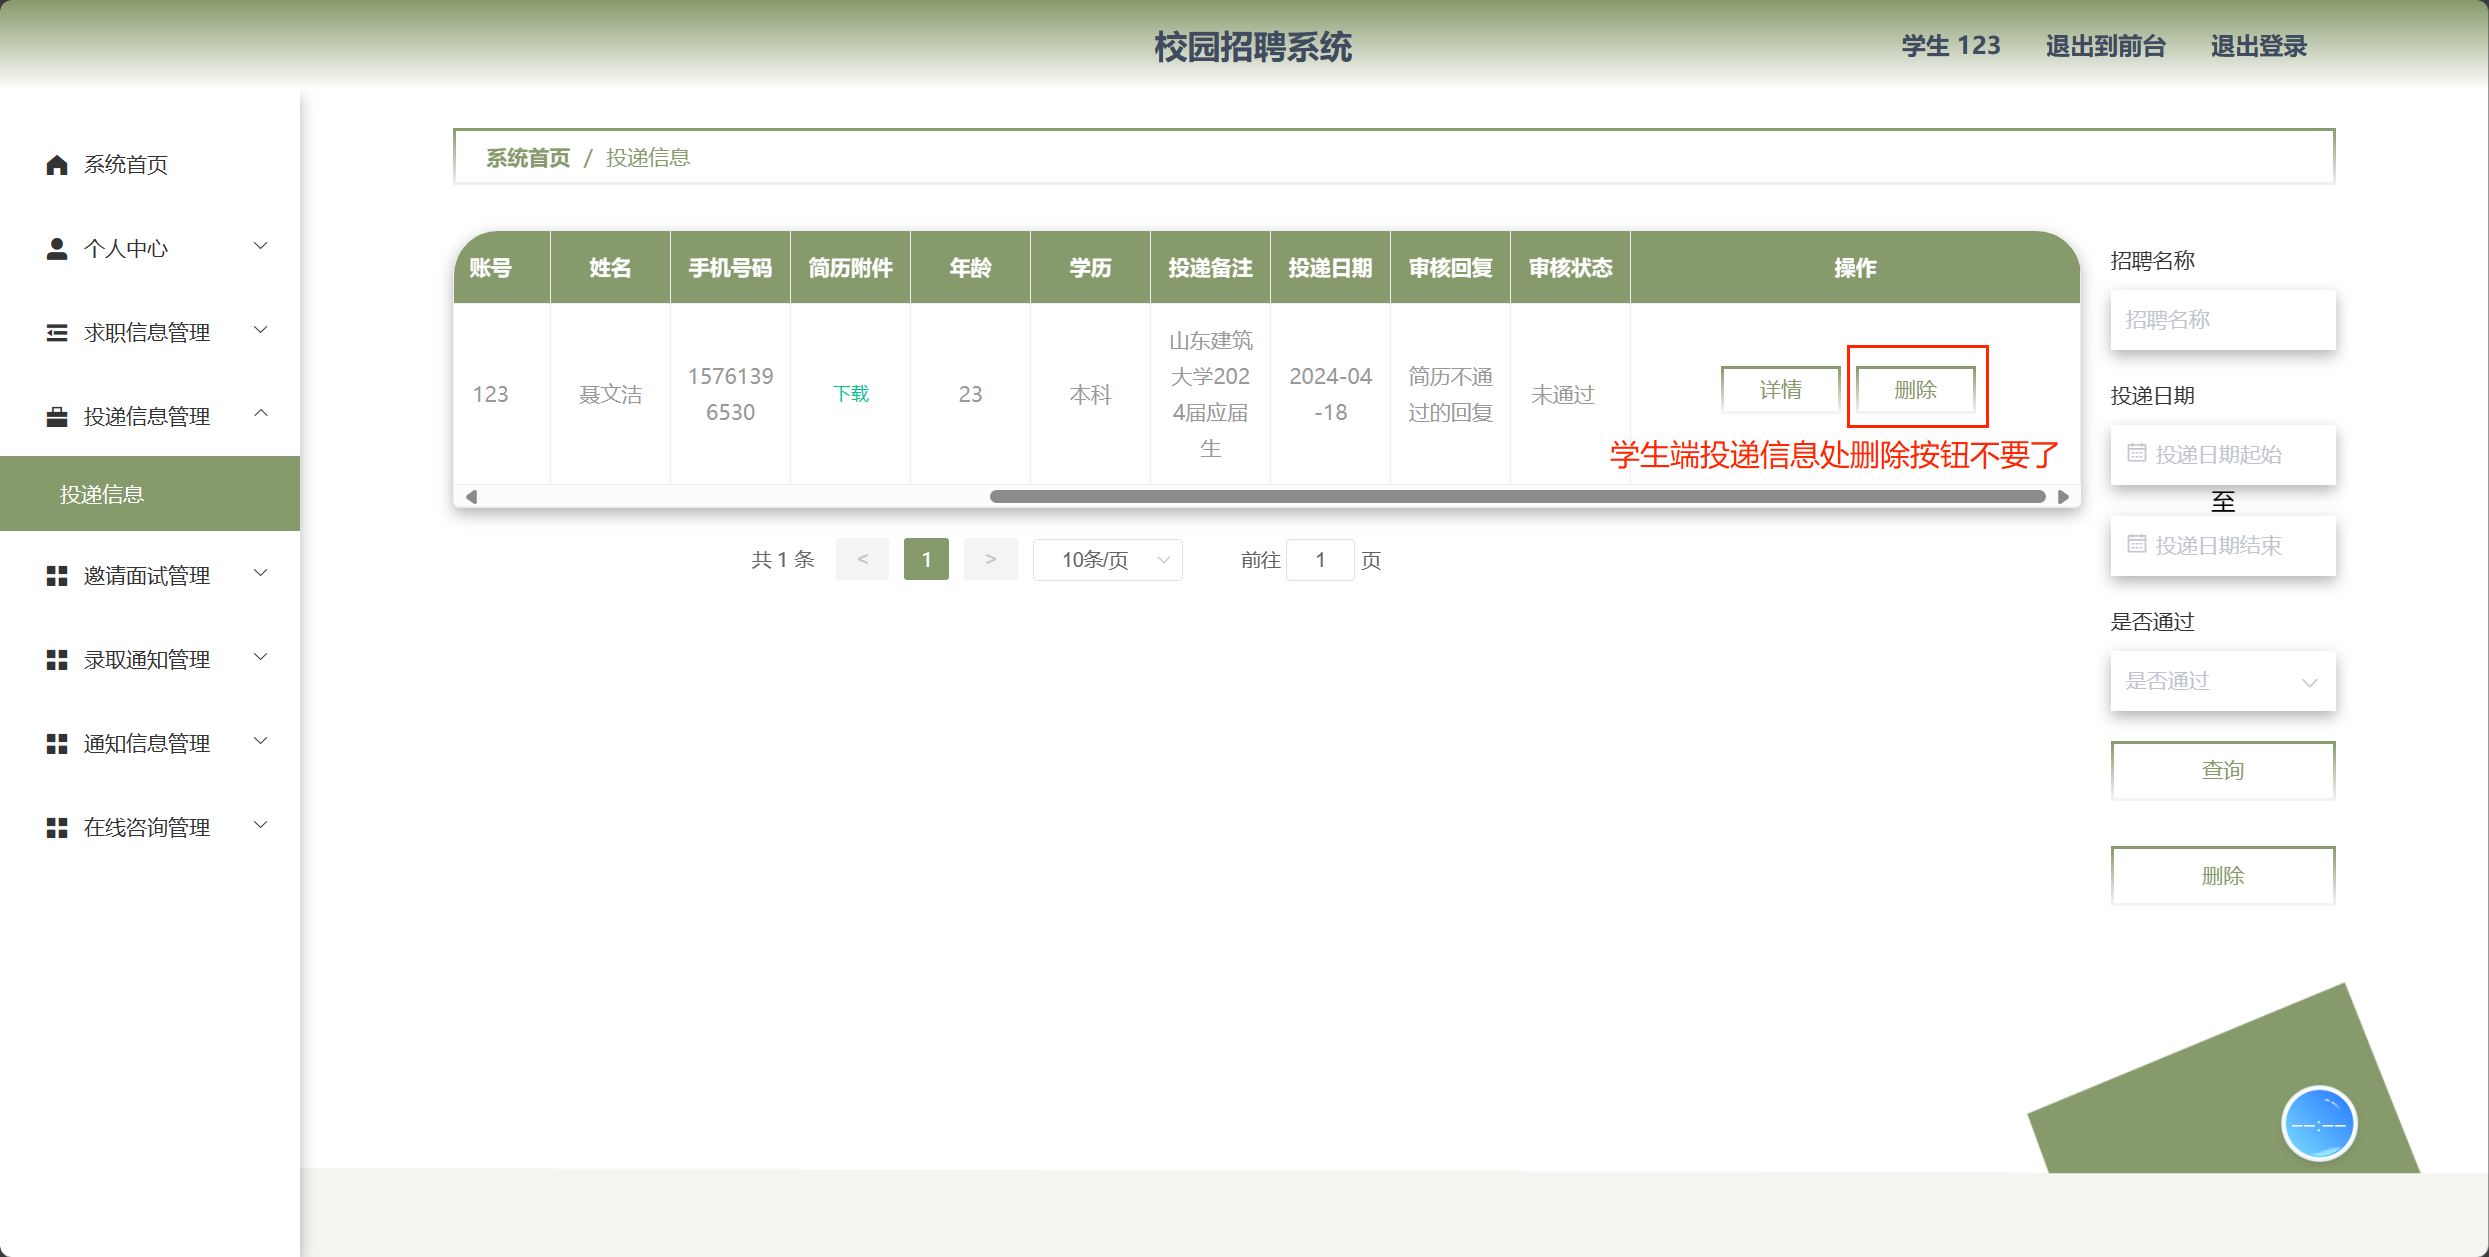 校园招聘系统
学生 123
退出到前台
退出登录
系统首页
个人中心
求职信息管理
投递信息管理
投递信息
邀请面试管理
录取通知管理
通知信息管理
在线咨询管理
系统首页 / 投递信息
账号 姓名 手机号码 简历附件 年龄 学历 投递备注 投递日期 审核回复 审核状态 操作
123
聂文洁
1576139
6530
下载
23
本科
山东建筑
大学202
4届应届
生
2024-04
-18
简历不通
过的回复
未通过
详情
删除
学生端投递信息处删除按钮不要了
共 1 条
<
1
>
10条/页
前往 1 页
招聘名称
招聘名称
投递日期
投递日期起始
至
投递日期结束
是否通过
是否通过
查询
删除